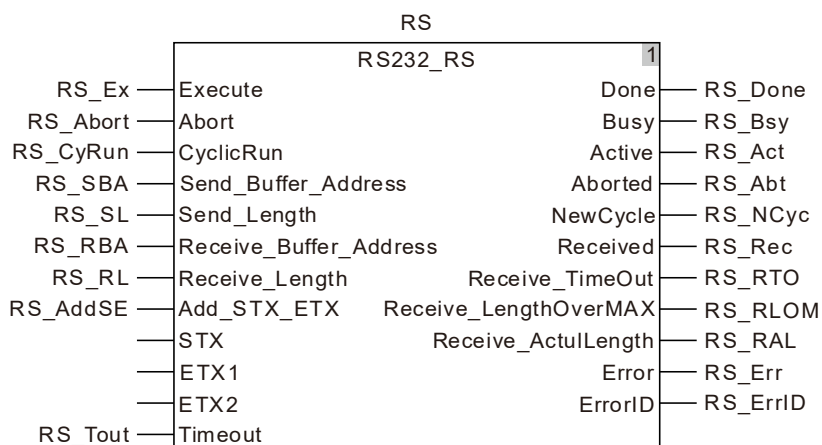 RS
RS232_RS 1
RS_Ex Execute Done RS_Done
RS_Abort Abort Busy RS_Bsy
RS_CyRun CyclicRun Active RS_Act
RS_SBA Send_Buffer_Address Aborted RS_Abt
RS_SL Send_Length NewCycle RS_NCyc
RS_RBA Receive_Buffer_Address Received RS_Rec
RS_RL Receive_Length Receive_TimeOut RS_RTO
RS_AddSE Add_STX_ETX Receive_LengthOverMAX RS_RLOM
STX Receive_ActulLength RS_RAL
ETX1 Error RS_Err
ETX2 ErrorID RS_ErrID
RS_Tout Timeout